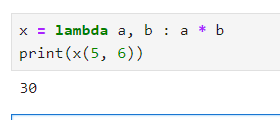 x = lambda a, b : a * b
print(x(5, 6))
30